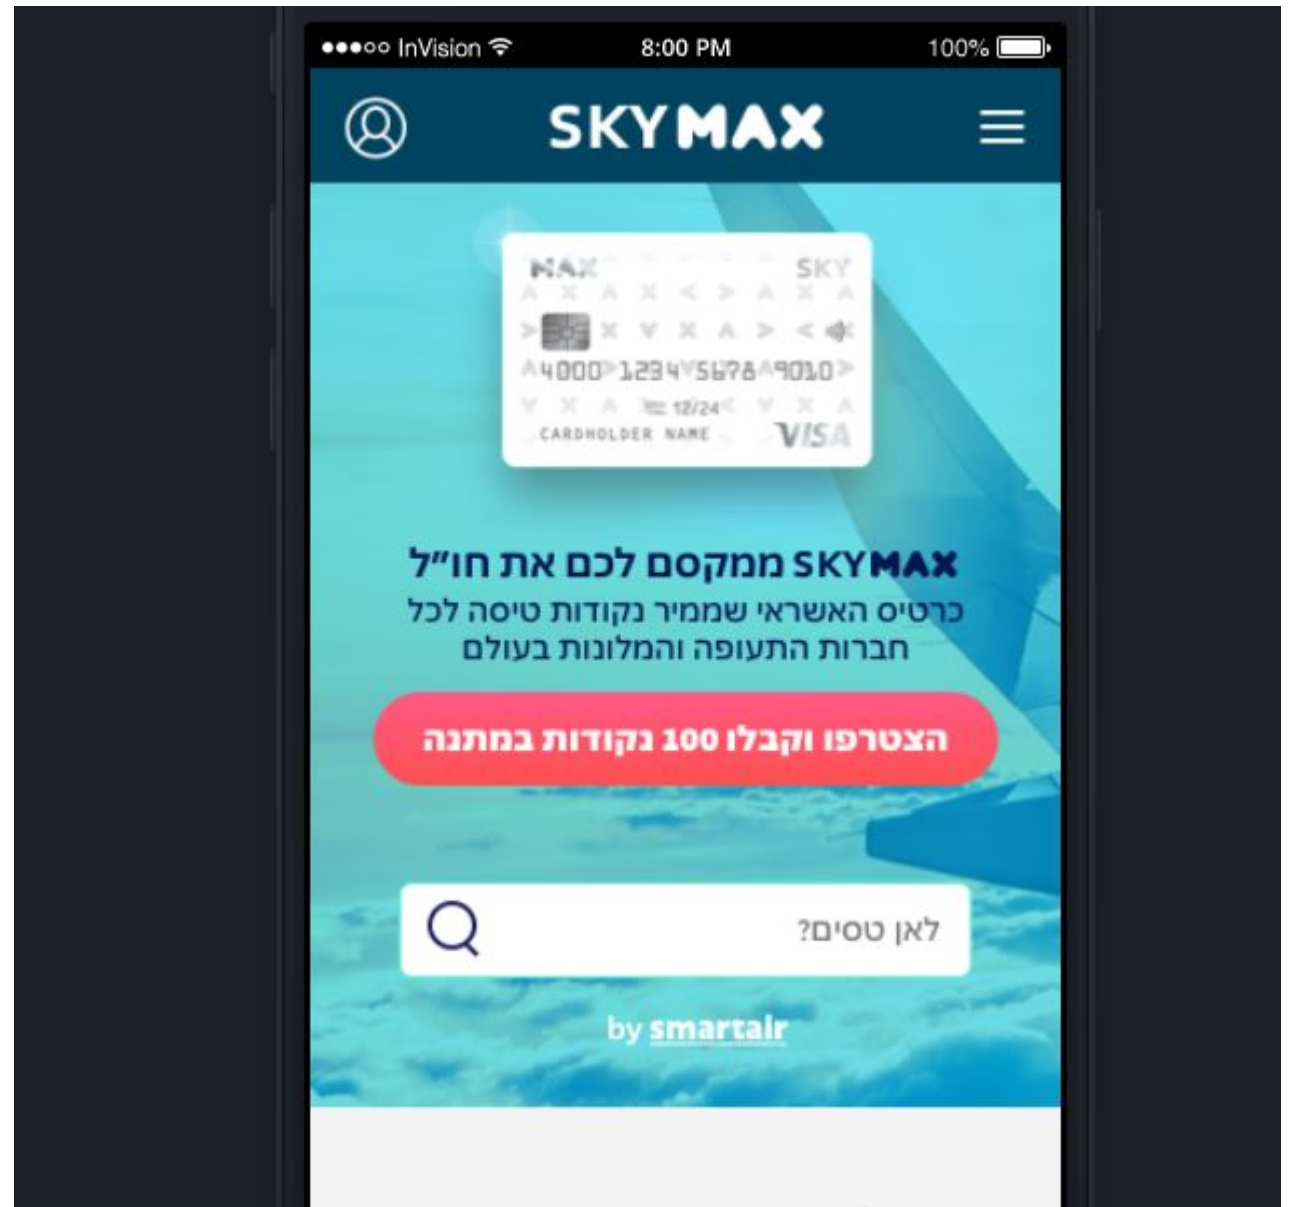 InVision 8:00 PM 100%
SKYMAX
MAX SKY
4000 1234 5678 9010
12/24
CARDHOLDER NAME
VISA
SKYMAX ממקסם לכם את חו״ל
כרטיס האשראי שממיר נקודות טיסה לכל
חברות התעופה והמלונות בעולם
הצטרפו וקבלו 100 נקודות במתנה
לאן טסים?
by smartair